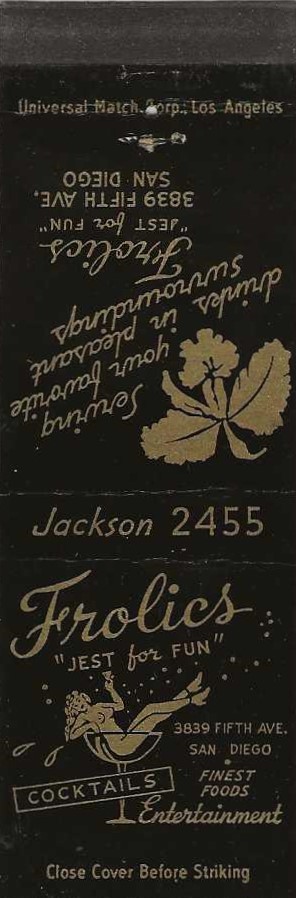 Universal Match Corp., Los Angeles
Serving
your favorite
drinks in pleasant
surroundings
Frolics
"JEST for FUN"
3839 FIFTH AVE.
SAN DIEGO
Jackson 2455
Frolics
"JEST for FUN"
3839 FIFTH AVE.
SAN DIEGO
FINEST
FOODS
COCKTAILS
Entertainment
Close Cover Before Striking